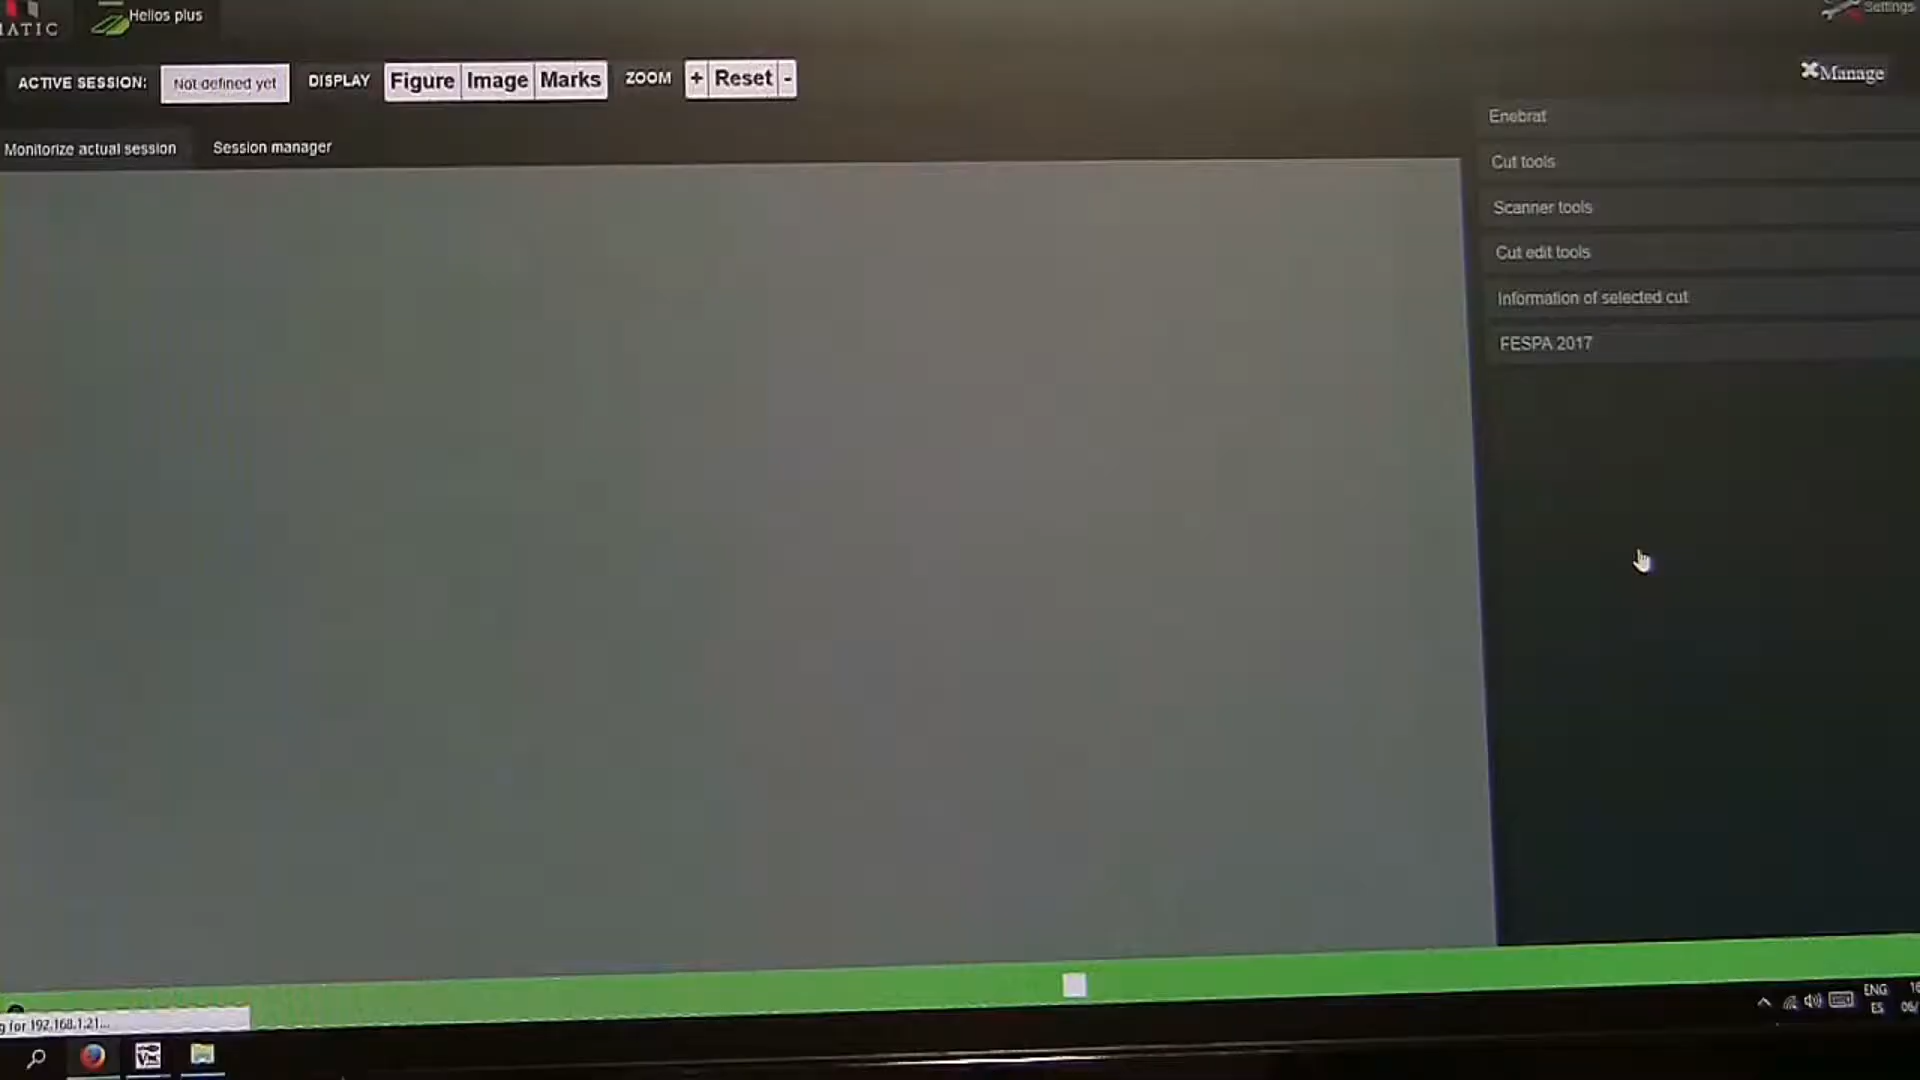 MATIC
Helios plus
Settings
ACTIVE SESSION: Not defined yet DISPLAY Figure Image Marks ZOOM + Reset -
Manage
Monitorize actual session Session manager
Enebrat
Cut tools
Scanner tools
Cut edit tools
Information of selected cut
FESPA 2017
g for 192.168.1.21...
ENG
ES